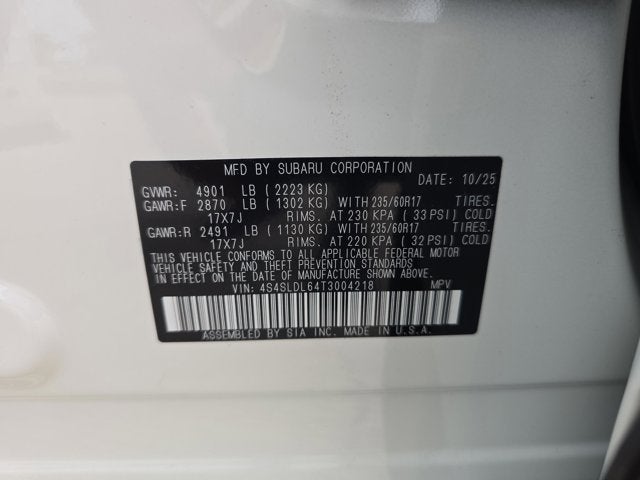 MFD BY SUBARU CORPORATION
DATE: 10/25
GVWR: 4901 LB ( 2223 KG)
GAWR:F 2870 LB ( 1302 KG) WITH 235/60R17 TIRES.
17X7J RIMS. AT 230 KPA ( 33 PSI) COLD
GAWR:R 2491 LB ( 1130 KG) WITH 235/60R17 TIRES.
17X7J RIMS. AT 220 KPA ( 32 PSI) COLD
THIS VEHICLE CONFORMS TO ALL APPLICABLE FEDERAL MOTOR
VEHICLE SAFETY AND THEFT PREVENTION STANDARDS
IN EFFECT ON THE DATE OF MANUFACTURE SHOWN ABOVE.
VIN: 4S4SLDL64T3004218 MPV
ASSEMBLED BY SIA INC. MADE IN U.S.A.